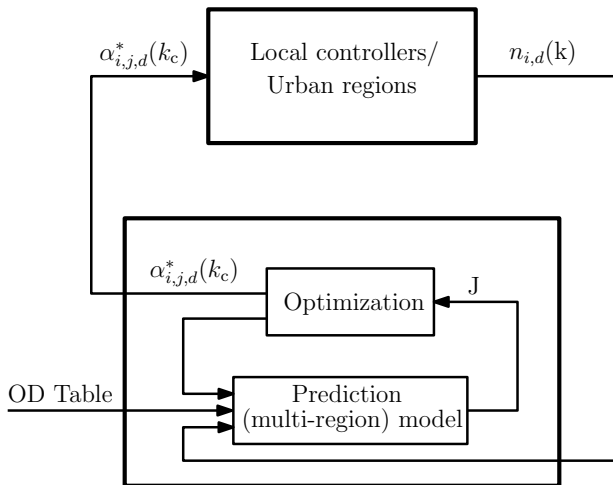 α*i,j,d(kc)
Local controllers/
Urban regions
ni,d(k)
α*i,j,d(kc)
Optimization
J
OD Table
Prediction
(multi-region) model